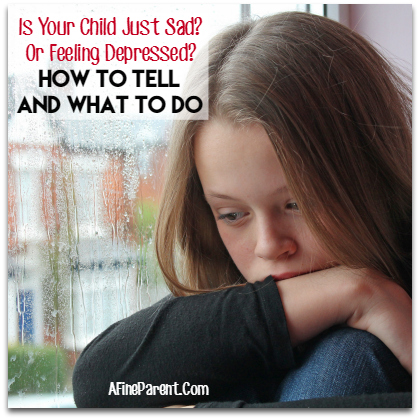 Is Your Child Just Sad?
Or Feeling Depressed?
HOW TO TELL
AND WHAT TO DO
AFineParent.Com